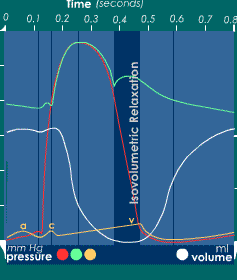 Time (seconds)
0 0.1 0.2 0.3 0.4 0.5 0.6 0.7 0.8
Isovolumetric Relaxation
a c v
mm Hg ml
pressure volume